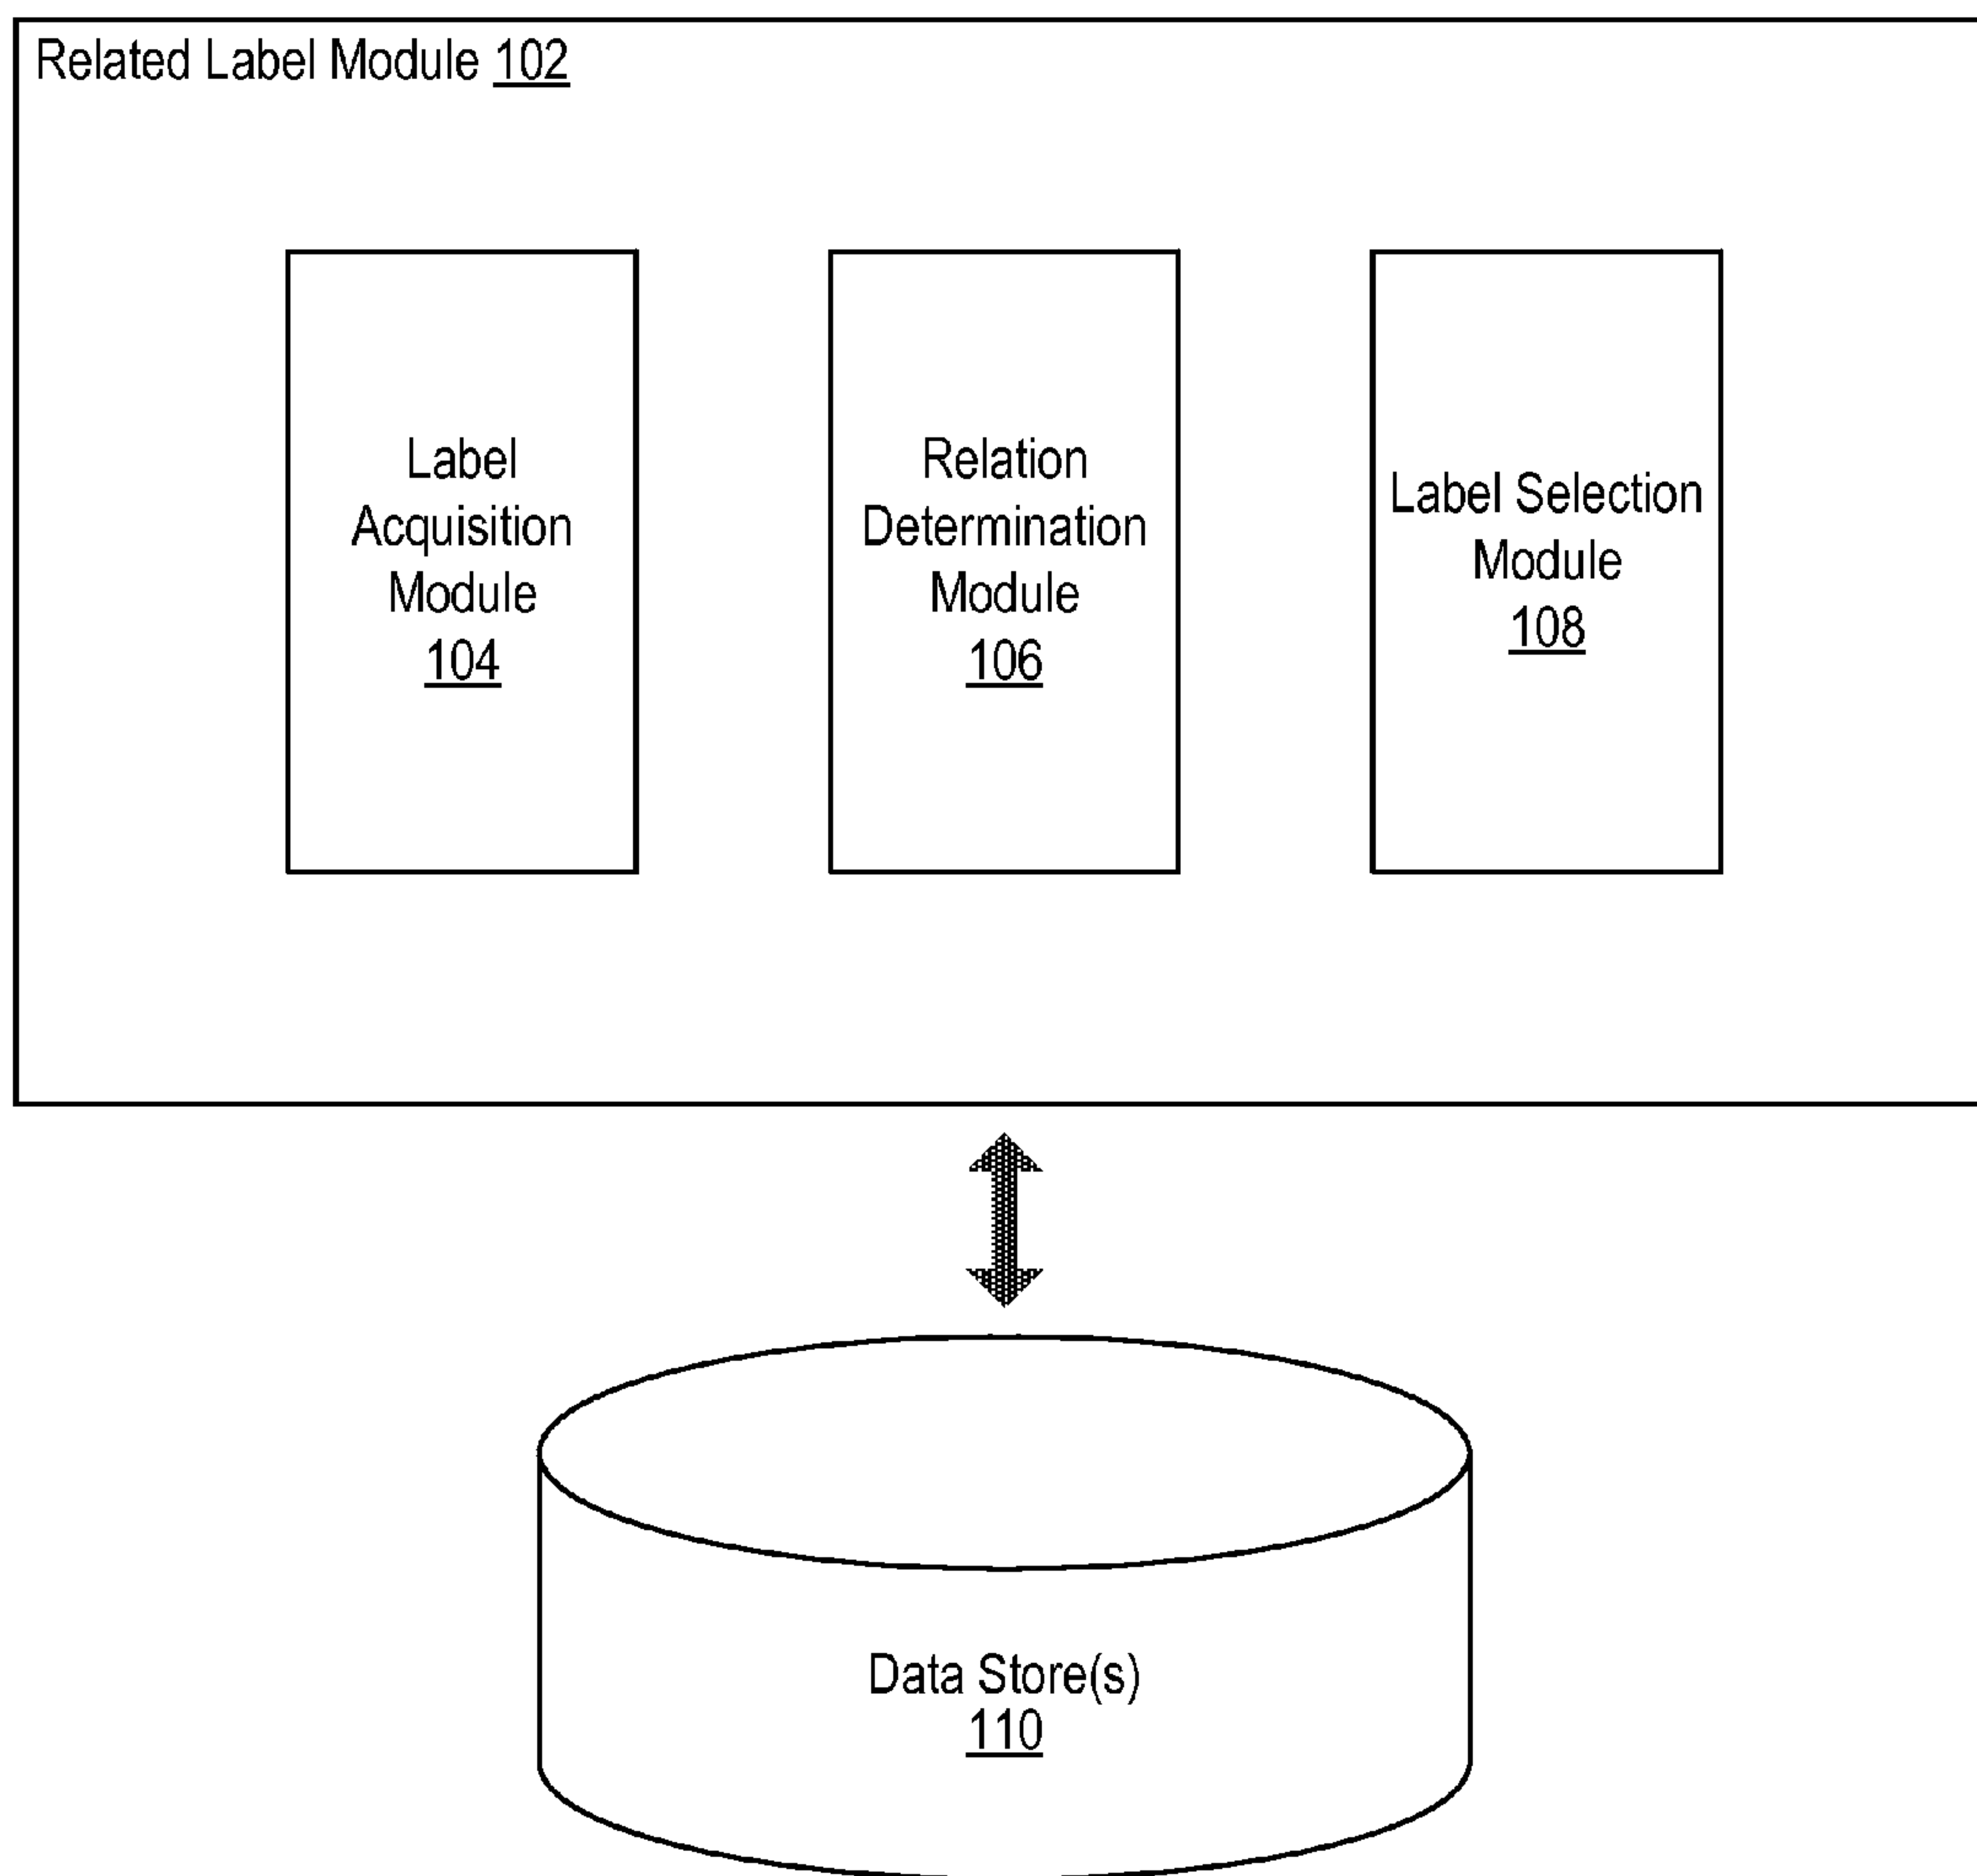 Related Label Module 102
Label
Acquisition
Module
104
Relation
Determination
Module
106
Label Selection
Module
108
Data Store(s)
110